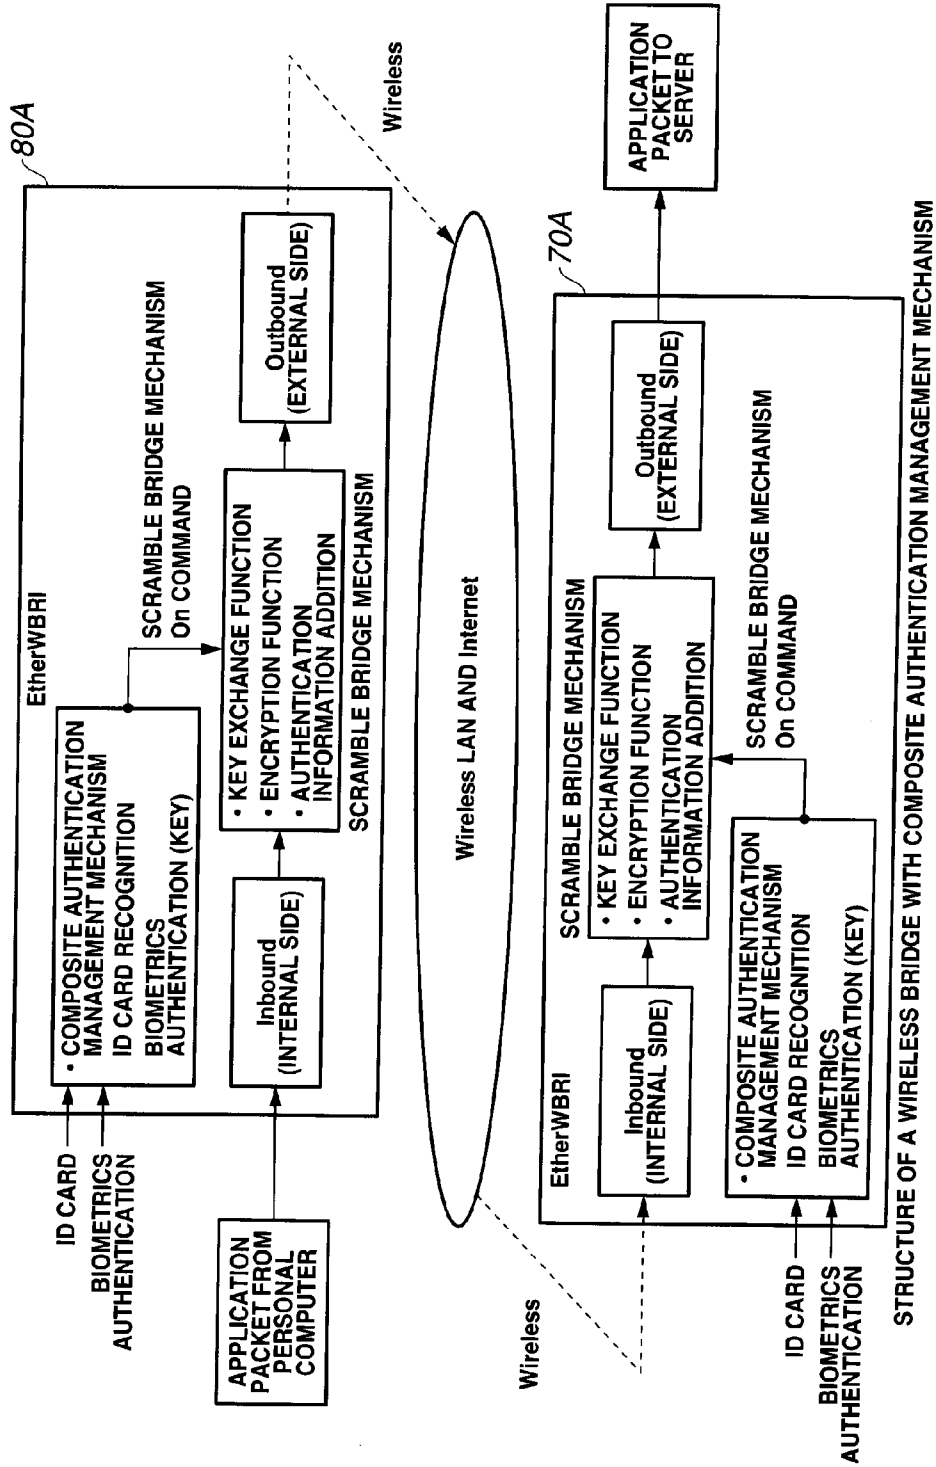 80A
EtherWBRI
ID CARD
BIOMETRICS
AUTHENTICATION
• COMPOSITE AUTHENTICATION
MANAGEMENT MECHANISM
ID CARD RECOGNITION
BIOMETRICS
AUTHENTICATION (KEY)
SCRAMBLE BRIDGE MECHANISM
On COMMAND
APPLICATION
PACKET FROM
PERSONAL
COMPUTER
Inbound
(INTERNAL SIDE)
• KEY EXCHANGE FUNCTION
• ENCRYPTION FUNCTION
• AUTHENTICATION
INFORMATION ADDITION
SCRAMBLE BRIDGE MECHANISM
Outbound
(EXTERNAL SIDE)
Wireless
Wireless LAN AND Internet
Wireless
70A
EtherWBRI
SCRAMBLE BRIDGE MECHANISM
Inbound
(INTERNAL SIDE)
• KEY EXCHANGE FUNCTION
• ENCRYPTION FUNCTION
• AUTHENTICATION
INFORMATION ADDITION
Outbound
(EXTERNAL SIDE)
APPLICATION
PACKET TO
SERVER
ID CARD
BIOMETRICS
AUTHENTICATION
• COMPOSITE AUTHENTICATION
MANAGEMENT MECHANISM
ID CARD RECOGNITION
BIOMETRICS
AUTHENTICATION (KEY)
SCRAMBLE BRIDGE MECHANISM
On COMMAND
STRUCTURE OF A WIRELESS BRIDGE WITH COMPOSITE AUTHENTICATION MANAGEMENT MECHANISM